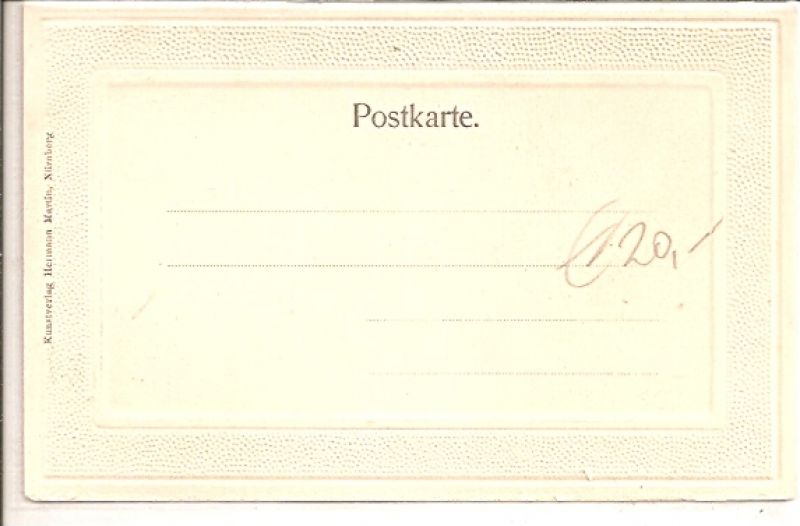 Postkarte.
20,-
Kunstverlag Hermann Martin, Nürnberg